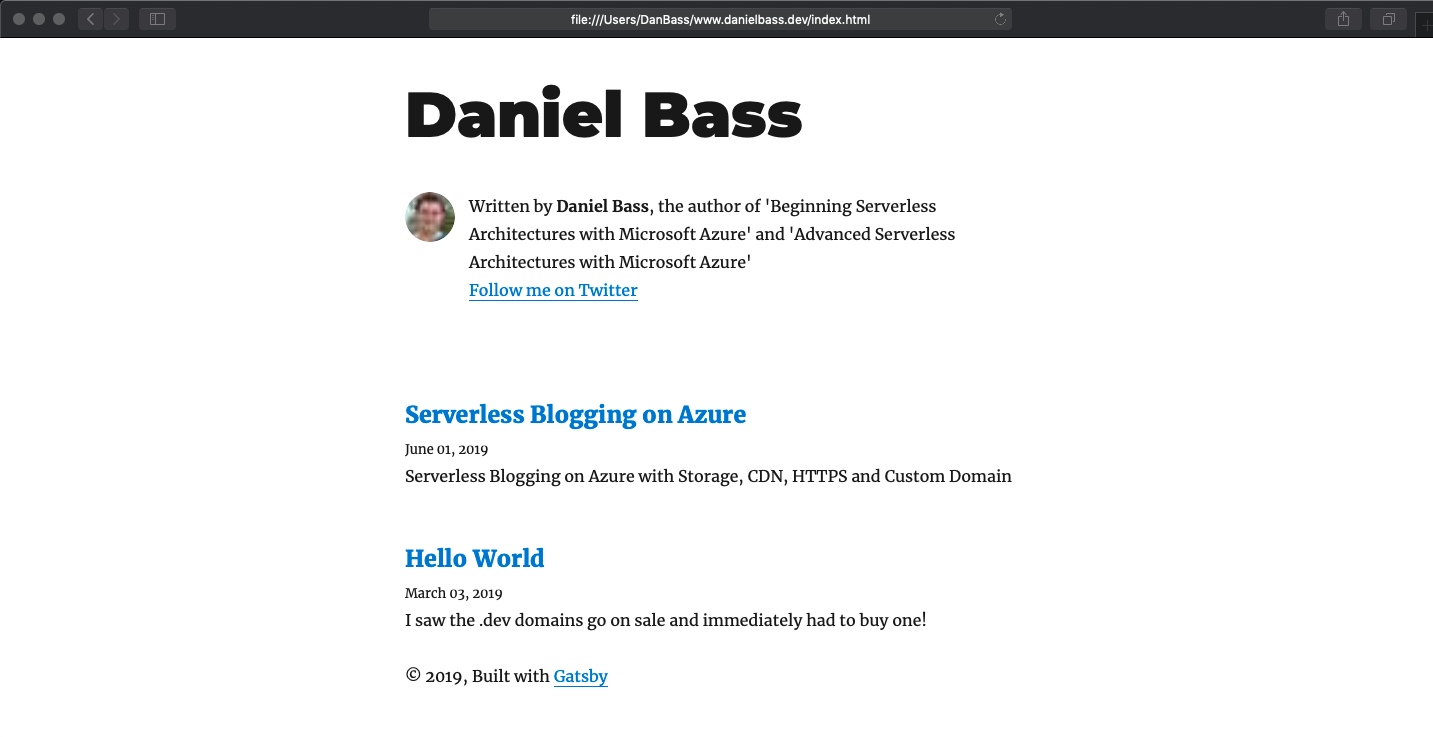 file:///Users/DanBass/www.danielbass.dev/index.html
Daniel Bass
Written by Daniel Bass, the author of 'Beginning Serverless
Architectures with Microsoft Azure' and 'Advanced Serverless
Architectures with Microsoft Azure'
Follow me on Twitter
Serverless Blogging on Azure
June 01, 2019
Serverless Blogging on Azure with Storage, CDN, HTTPS and Custom Domain
Hello World
March 03, 2019
I saw the .dev domains go on sale and immediately had to buy one!
© 2019, Built with Gatsby